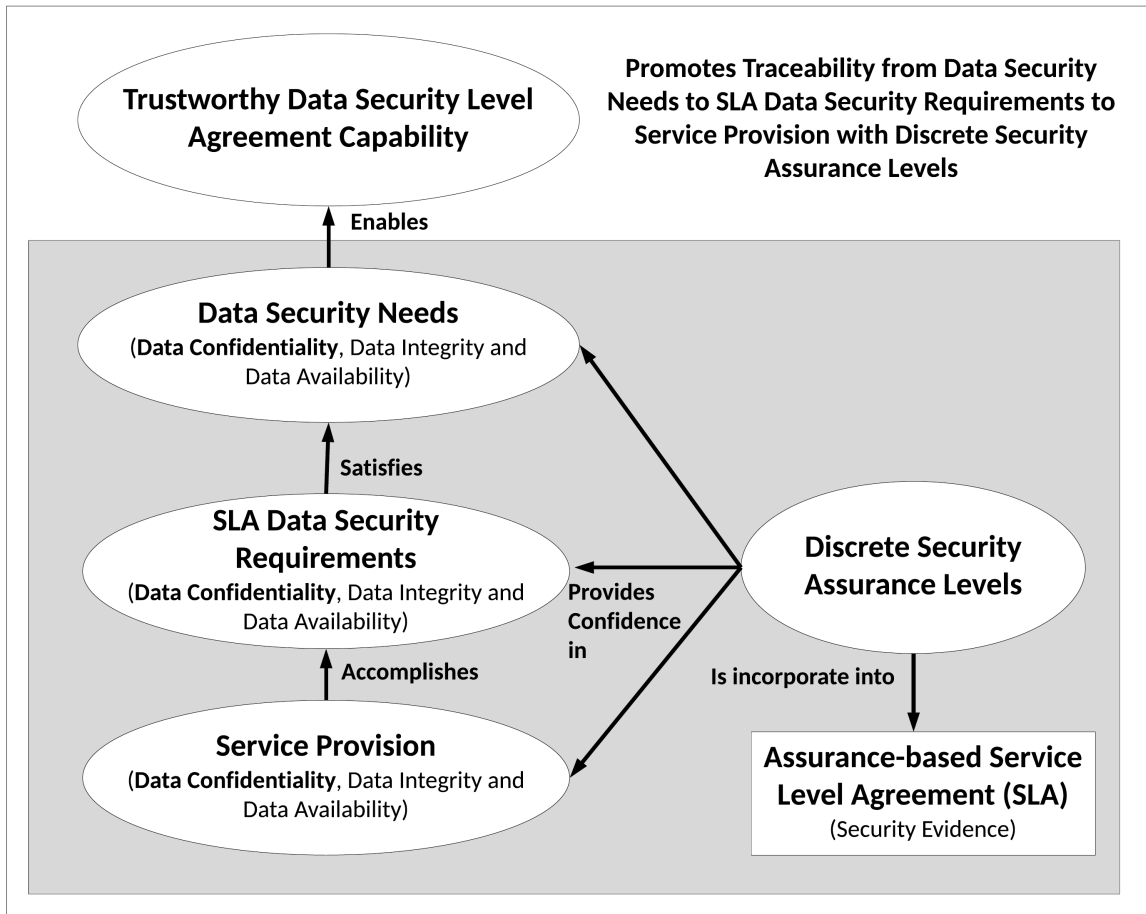 Trustworthy Data Security Level
Agreement Capability
Promotes Traceability from Data Security
Needs to SLA Data Security Requirements to
Service Provision with Discrete Security
Assurance Levels
Enables
Data Security Needs
(Data Confidentiality, Data Integrity and
Data Availability)
Satisfies
SLA Data Security
Requirements
(Data Confidentiality, Data Integrity and
Data Availability)
Discrete Security
Assurance Levels
Provides
Confidence
in
Accomplishes
Is incorporate into
Service Provision
(Data Confidentiality, Data Integrity and
Data Availability)
Assurance-based Service
Level Agreement (SLA)
(Security Evidence)